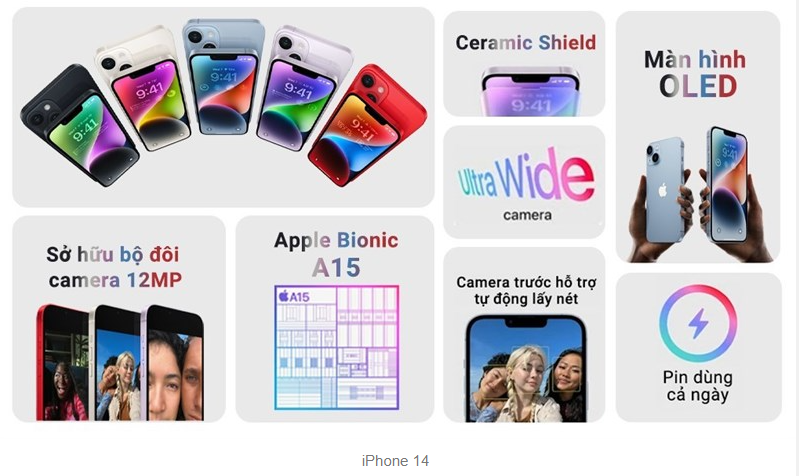 9:41
9:41
9:41
9:41
9:41
Ceramic Shield
9:41
Màn hình
OLED
9:41
Ultra Wide
camera
Sở hữu bộ đôi
camera 12MP
Apple Bionic
A15
A15
Camera trước hỗ trợ
tự động lấy nét
Pin dùng
cả ngày
iPhone 14